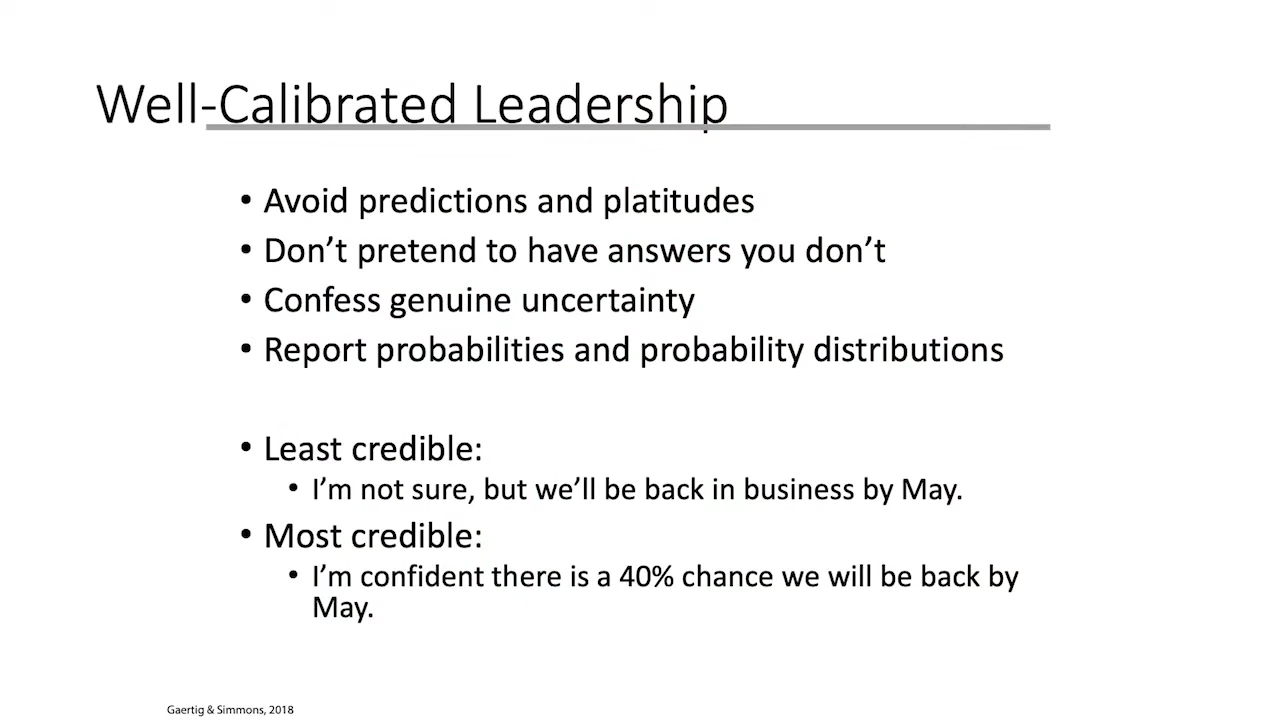 Well-Calibrated Leadership
• Avoid predictions and platitudes
• Don’t pretend to have answers you don’t
• Confess genuine uncertainty
• Report probabilities and probability distributions
• Least credible:
• I’m not sure, but we’ll be back in business by May.
• Most credible:
• I’m confident there is a 40% chance we will be back by
May.
Gaertig & Simmons, 2018